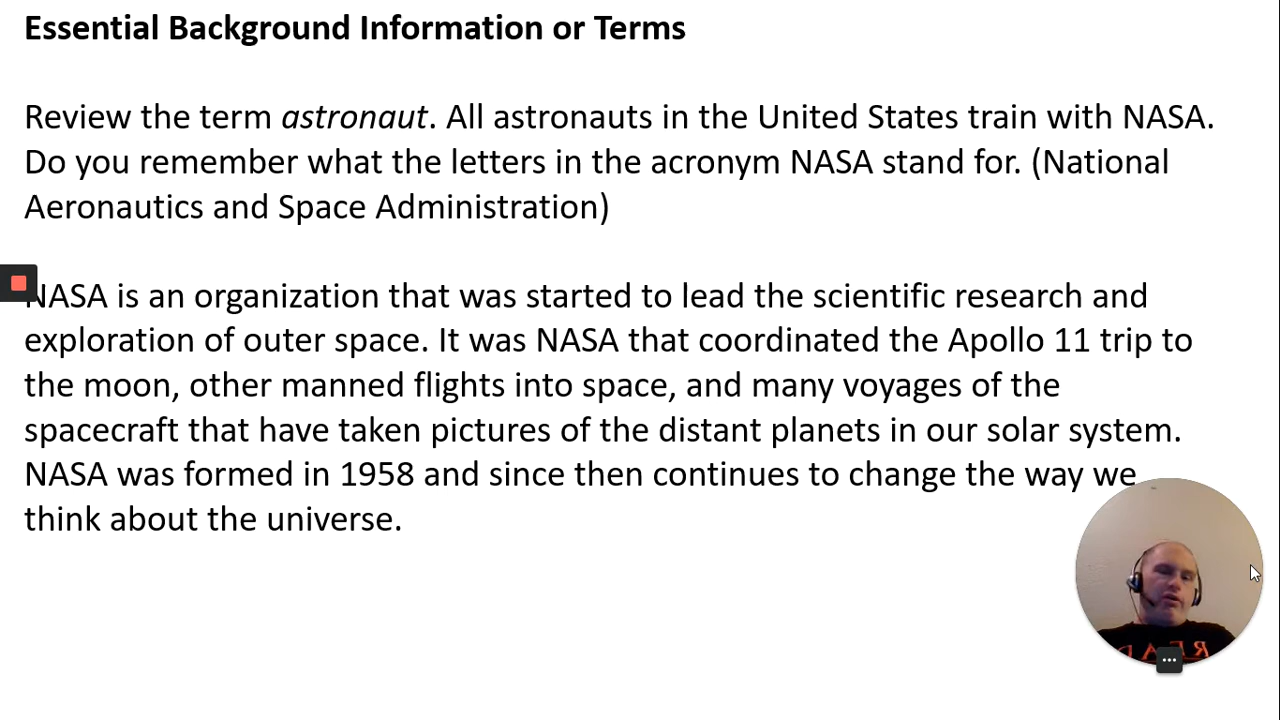 Essential Background Information or Terms
Review the term astronaut. All astronauts in the United States train with NASA.
Do you remember what the letters in the acronym NASA stand for. (National
Aeronautics and Space Administration)
NASA is an organization that was started to lead the scientific research and
exploration of outer space. It was NASA that coordinated the Apollo 11 trip to
the moon, other manned flights into space, and many voyages of the
spacecraft that have taken pictures of the distant planets in our solar system.
NASA was formed in 1958 and since then continues to change the way we
think about the universe.
READ